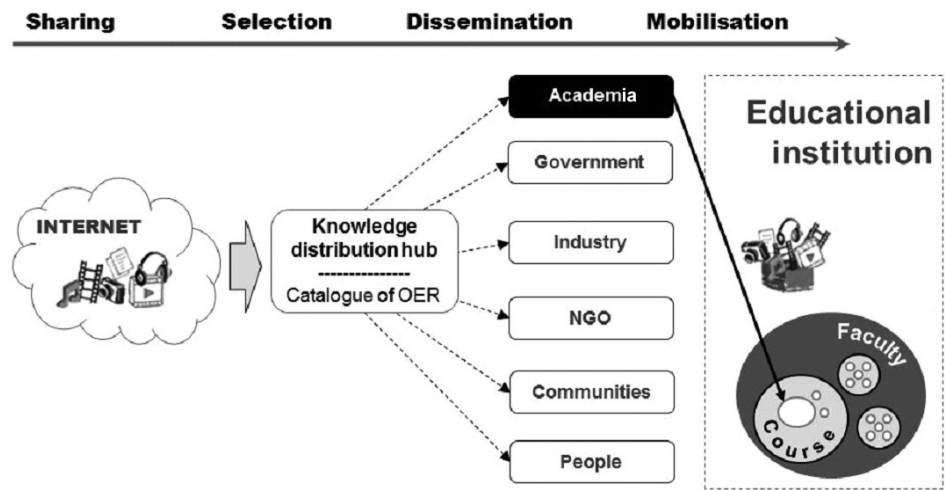 Sharing Selection Dissemination Mobilisation
INTERNET
Knowledge
distribution hub
---------------
Catalogue of OER
Academia
Government
Industry
NGO
Communities
People
Educational
institution
Faculty
Course